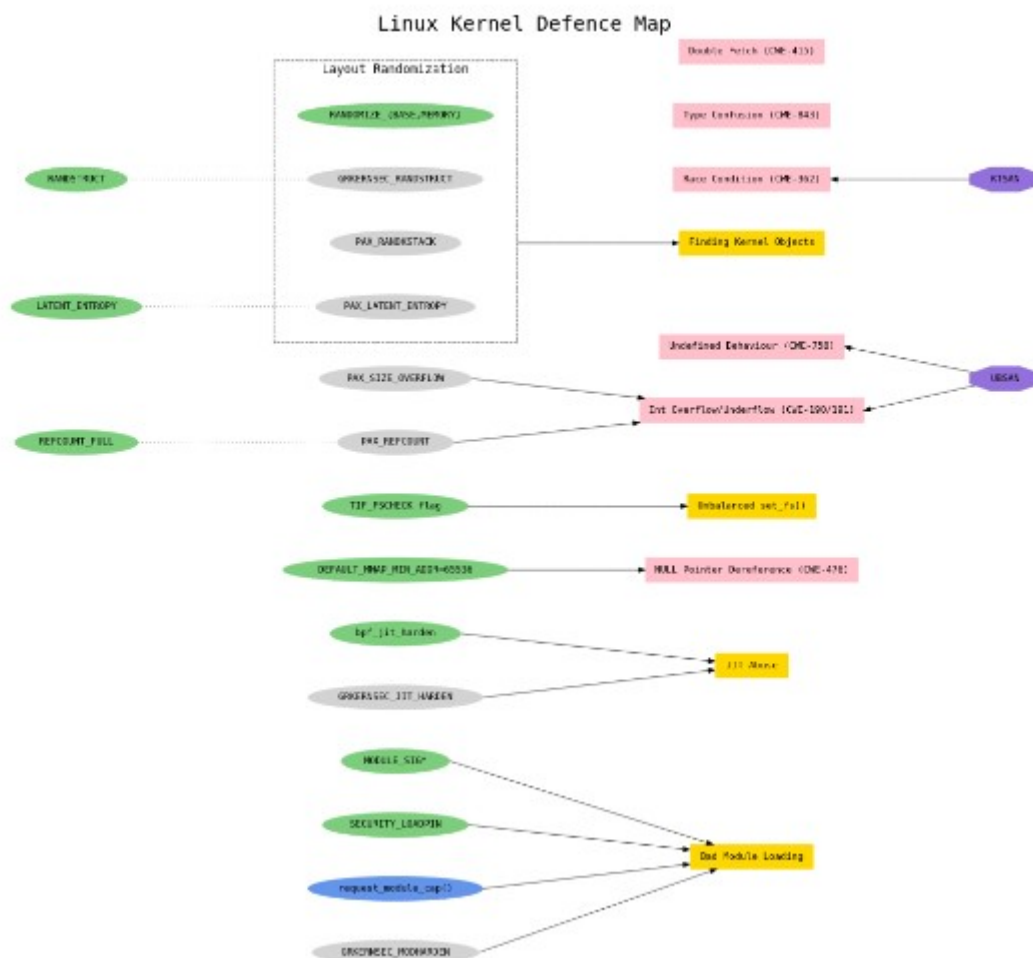 Linux Kernel Defence Map
Double Fetch (CWE-415)
Layout Randomization
RANDOMIZE_{BASE,MEMORY}
Type Confusion (CWE-843)
RANDSTRUCT
GRKERNSEC_RANDSTRUCT
Race Condition (CWE-362)
KTSAN
PAX_RANDKSTACK
Finding Kernel Objects
LATENT_ENTROPY
PAX_LATENT_ENTROPY
Undefined Behaviour (CWE-758)
PAX_SIZE_OVERFLOW
UBSAN
Int Overflow/Underflow (CWE-190/191)
REFCOUNT_FULL
PAX_REFCOUNT
TIF_FSCHECK flag
Unbalanced set_fs()
DEFAULT_MMAP_MIN_ADDR=65536
NULL Pointer Dereference (CWE-476)
bpf_jit_harden
JIT Abuse
GRKERNSEC_JIT_HARDEN
MODULE_SIG*
SECURITY_LOADPIN
Bad Module Loading
request_module_cap()
GRKERNSEC_MODHARDEN